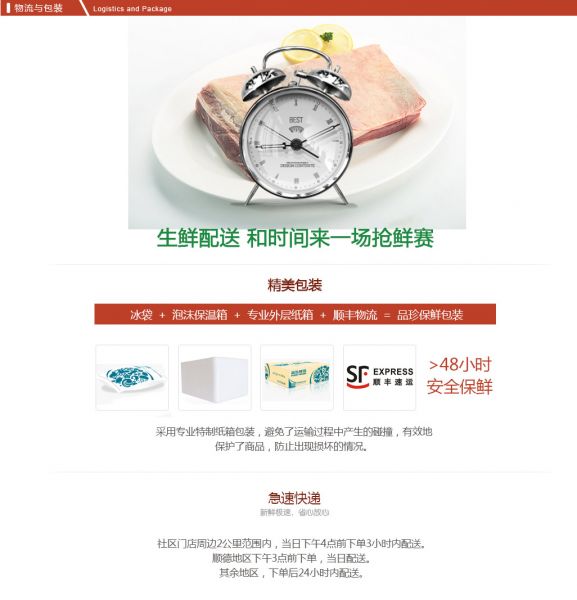 物流与包装 Logistics and Package
BEST
生鲜配送 和时间来一场抢鲜赛
精美包装
冰袋 + 泡沫保温箱 + 专业外层纸箱 + 顺丰物流 = 品珍保鲜包装
SF EXPRESS
顺丰速运
>48小时
安全保鲜
采用专业特制纸箱包装，避免了运输过程中产生的碰撞，有效地
保护了商品，防止出现损坏的情况。
急速快递
新鲜极速、省心放心
社区门店周边2公里范围内，当日下午4点前下单3小时内配送。
顺德地区下午3点前下单，当日配送。
其余地区，下单后24小时内配送。